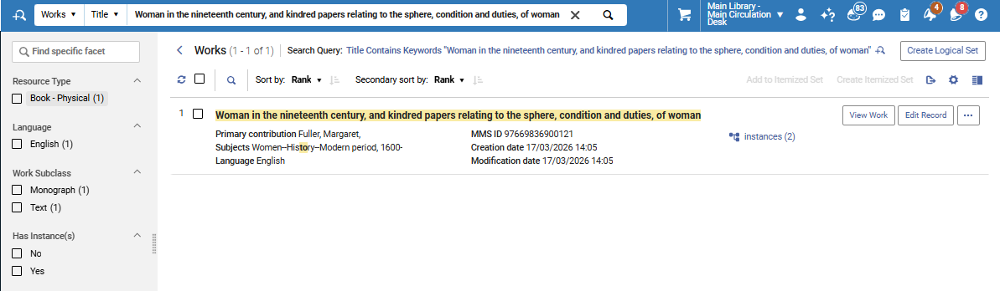 Works Title Woman in the nineteenth century, and kindred papers relating to the sphere, condition and duties, of woman
Main Library -
Main Circulation
Desk
83
4
8
Find specific facet
Resource Type
Book - Physical (1)
Language
English (1)
Work Subclass
Monograph (1)
Text (1)
Has Instance(s)
No
Yes
Works (1 - 1 of 1) Search Query: Title Contains Keywords "Woman in the nineteenth century, and kindred papers relating to the sphere, condition and duties, of woman" Create Logical Set
Sort by: Rank Secondary sort by: Rank Add to Itemized Set Create Itemized Set
1 Woman in the nineteenth century, and kindred papers relating to the sphere, condition and duties, of woman View Work Edit Record
Primary contribution Fuller, Margaret, MMS ID 97669836900121 instances (2)
Subjects Women--History--Modern period, 1600- Creation date 17/03/2026 14:05
Language English Modification date 17/03/2026 14:05